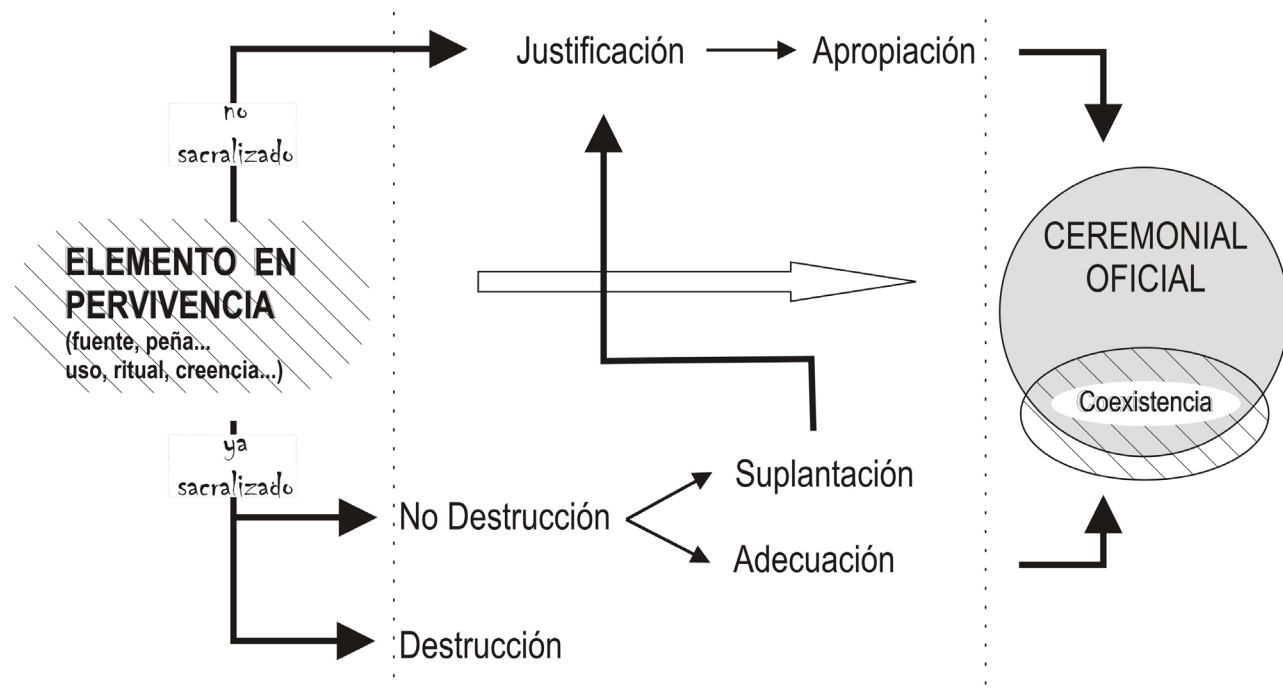 Justificación
Apropiación
no
sacralizado
ELEMENTO EN
PERVIVENCIA
(fuente, peña...
uso, ritual, creencia...)
CEREMONIAL
OFICIAL
Coexistencia
ya
sacralizado
Suplantación
No Destrucción
Adecuación
Destrucción